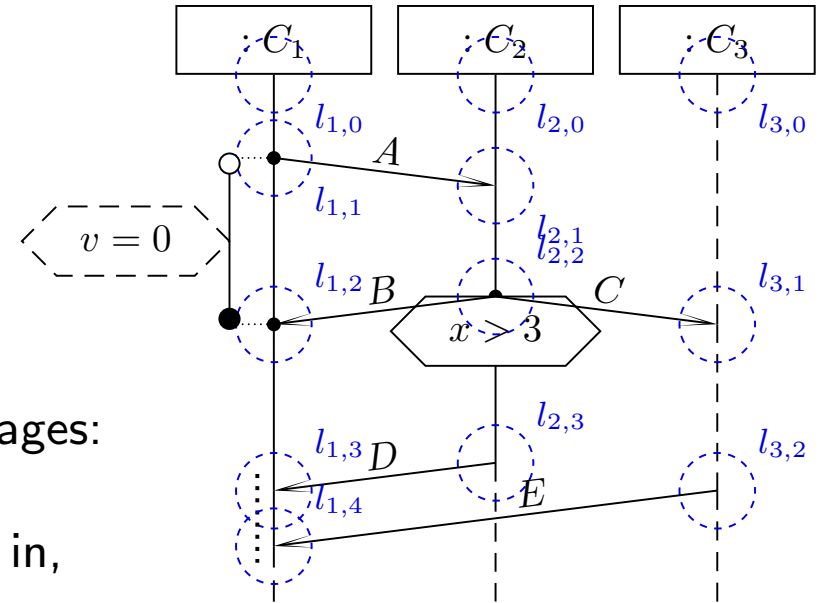 : C₁ : C₂ : C₃
l₁,₀ l₂,₀ l₃,₀
A
l₁,₁
l₂,₁
v = 0
l₂,₂
l₁,₂ B C l₃,₁
x > 3
l₂,₃
ages:
l₁,₃ D l₃,₂
l₁,₄ E
in,